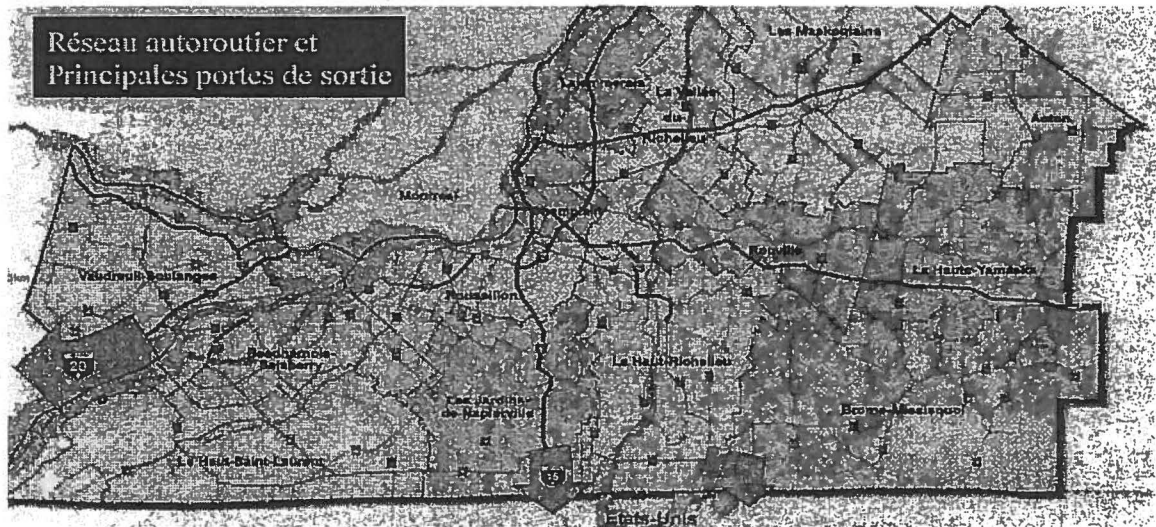 Réseau autoroutier et
Principales portes de sortie
Les Maskoutains
Lajemmerais
La Vallée-
du-
Richelieu
Acton
Montréal
Champlain
Rouville
La Haute-Yamaska
Vaudreuil-Soulanges
Roussillon
20
Beauharnois-
Salaberry
Le Haut-Richelieu
Les Jardins-
de-Napierville
Brome-Missisquoi
Le Haut-Saint-Laurent
15
États-Unis